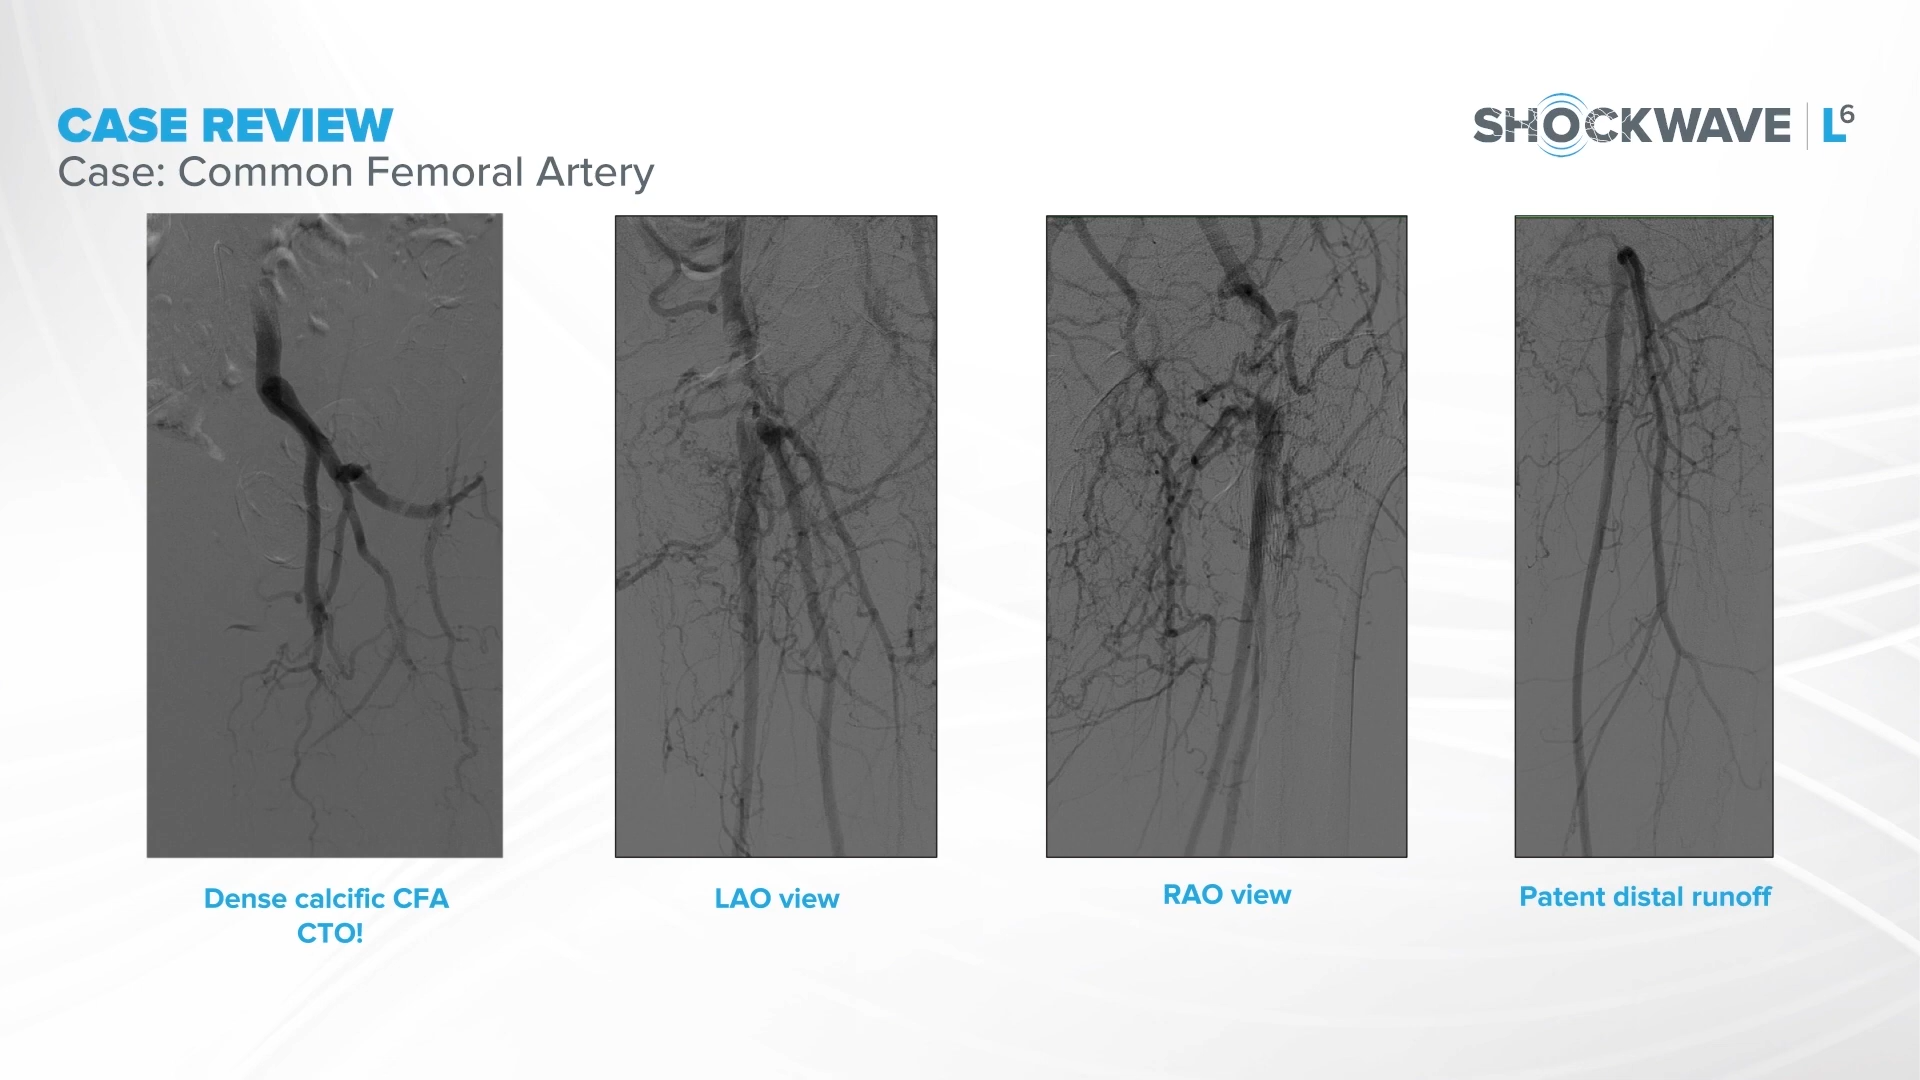 CASE REVIEW
Case: Common Femoral Artery
SHOCKWAVE | L6
Dense calcific CFA
CTO!
LAO view
RAO view
Patent distal runoff